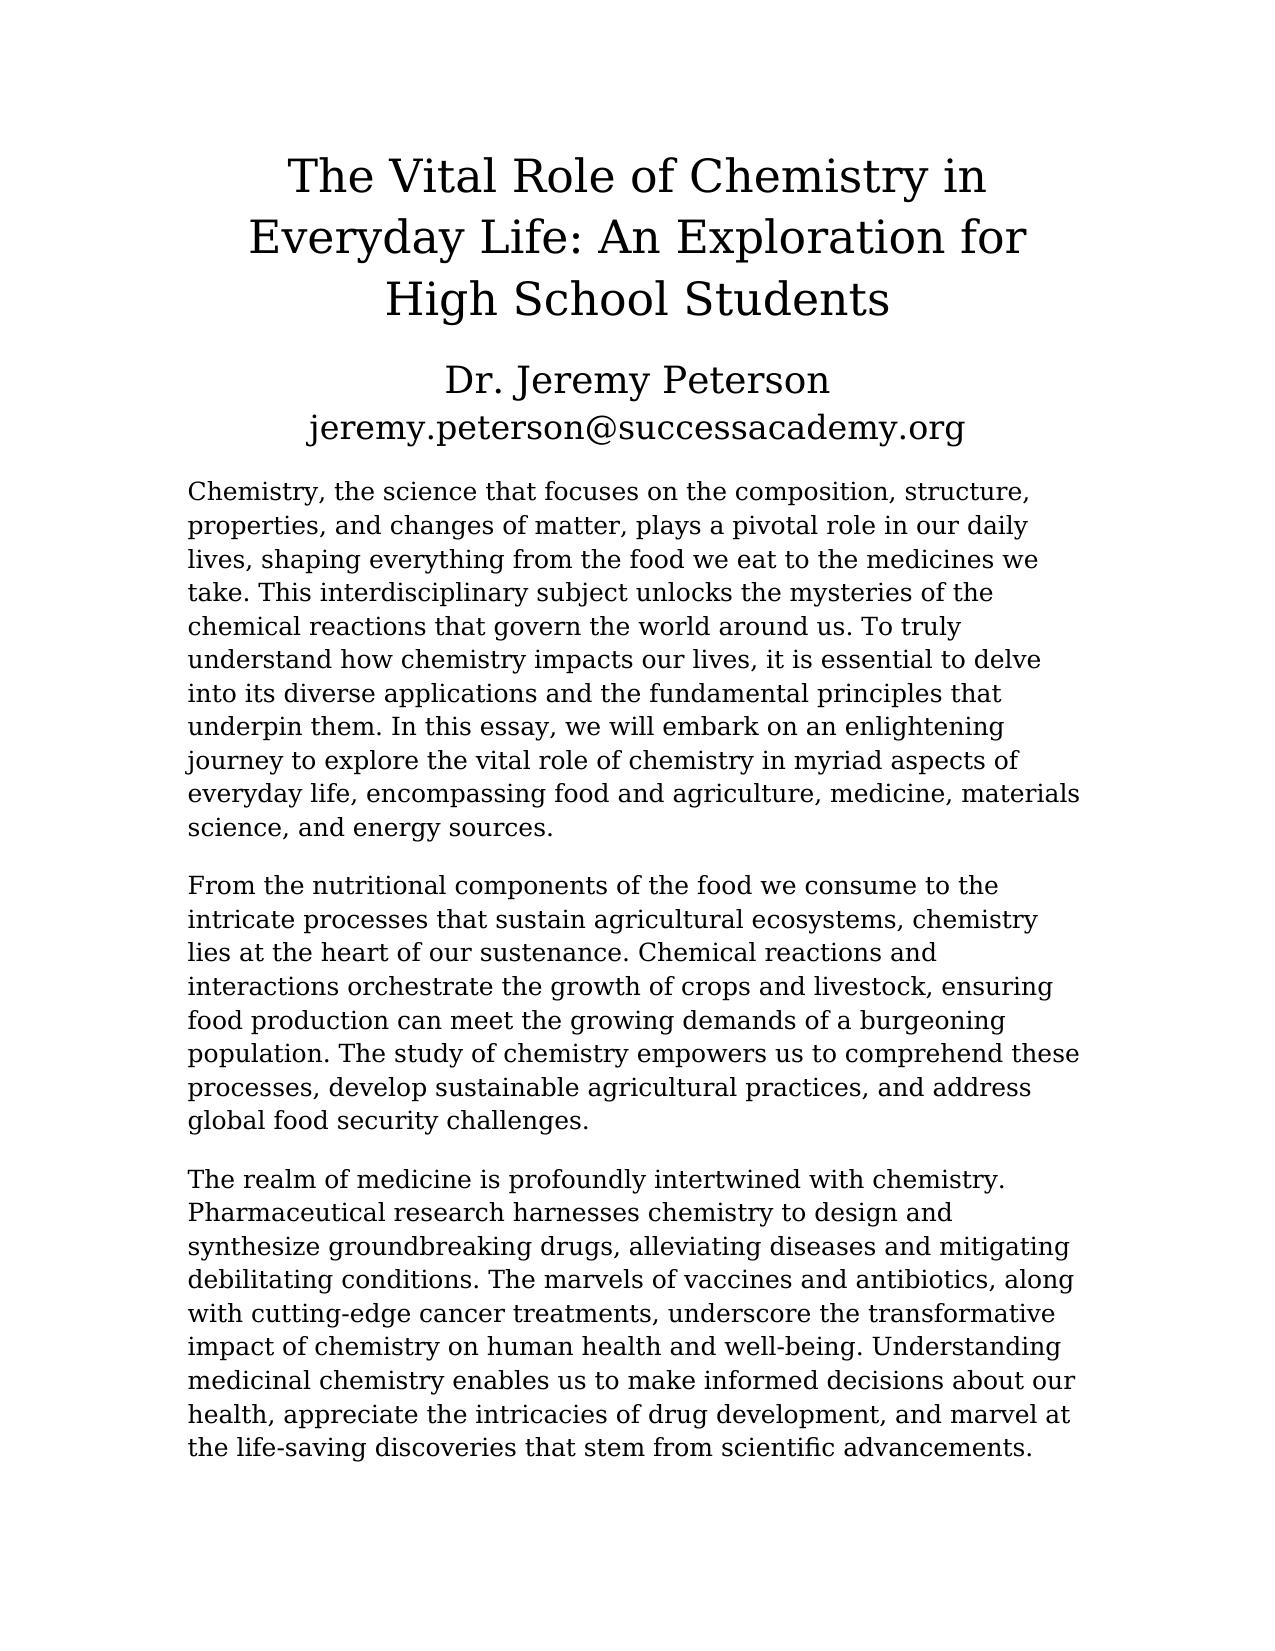 The Vital Role of Chemistry in
Everyday Life: An Exploration for
High School Students
Dr. Jeremy Peterson
jeremy.peterson@successacademy.org
Chemistry, the science that focuses on the composition, structure,
properties, and changes of matter, plays a pivotal role in our daily
lives, shaping everything from the food we eat to the medicines we
take. This interdisciplinary subject unlocks the mysteries of the
chemical reactions that govern the world around us. To truly
understand how chemistry impacts our lives, it is essential to delve
into its diverse applications and the fundamental principles that
underpin them. In this essay, we will embark on an enlightening
journey to explore the vital role of chemistry in myriad aspects of
everyday life, encompassing food and agriculture, medicine, materials
science, and energy sources.
From the nutritional components of the food we consume to the
intricate processes that sustain agricultural ecosystems, chemistry
lies at the heart of our sustenance. Chemical reactions and
interactions orchestrate the growth of crops and livestock, ensuring
food production can meet the growing demands of a burgeoning
population. The study of chemistry empowers us to comprehend these
processes, develop sustainable agricultural practices, and address
global food security challenges.
The realm of medicine is profoundly intertwined with chemistry.
Pharmaceutical research harnesses chemistry to design and
synthesize groundbreaking drugs, alleviating diseases and mitigating
debilitating conditions. The marvels of vaccines and antibiotics, along
with cutting-edge cancer treatments, underscore the transformative
impact of chemistry on human health and well-being. Understanding
medicinal chemistry enables us to make informed decisions about our
health, appreciate the intricacies of drug development, and marvel at
the life-saving discoveries that stem from scientific advancements.